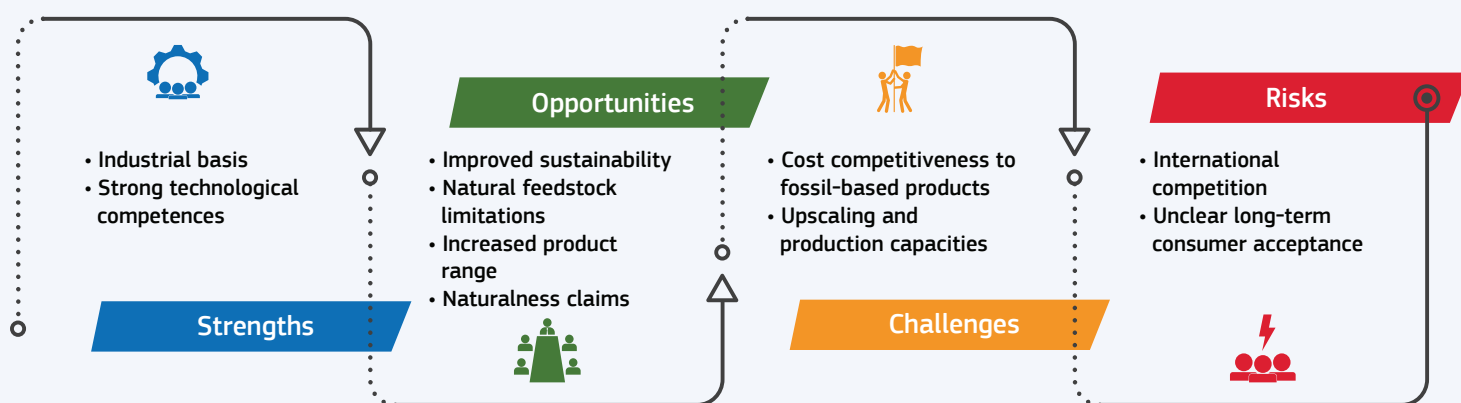 • Industrial basis
• Strong technological
competences
Strengths
Opportunities
• Improved sustainability
• Natural feedstock
limitations
• Increased product
range
• Naturalness claims
• Cost competitiveness to
fossil-based products
• Upscaling and
production capacities
Challenges
Risks
• International
competition
• Unclear long-term
consumer acceptance